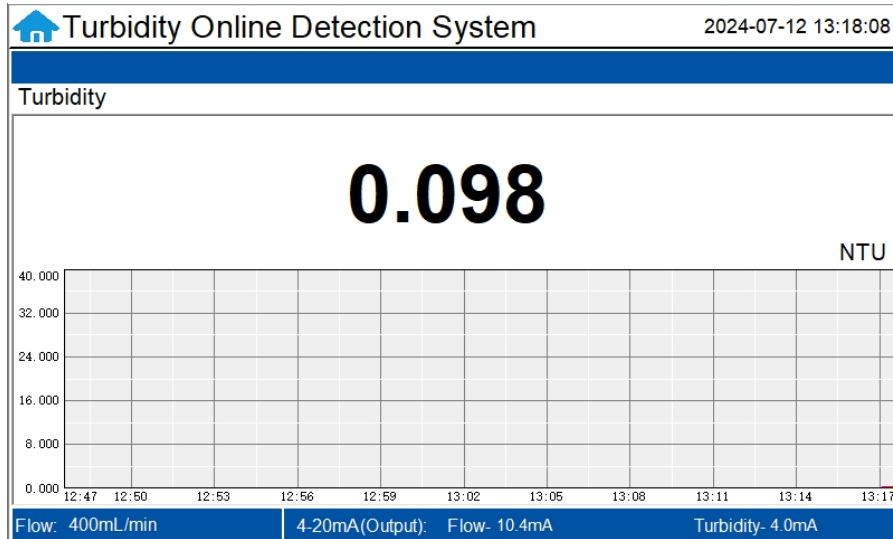 Turbidity Online Detection System 2024-07-12 13:18:08
Turbidity
0.098
NTU
40.000
32.000
24.000
16.000
8.000
0.000
12:47 12:50 12:53 12:56 12:59 13:02 13:05 13:08 13:11 13:14 13:17
Flow: 400mL/min 4-20mA(Output): Flow- 10.4mA Turbidity- 4.0mA